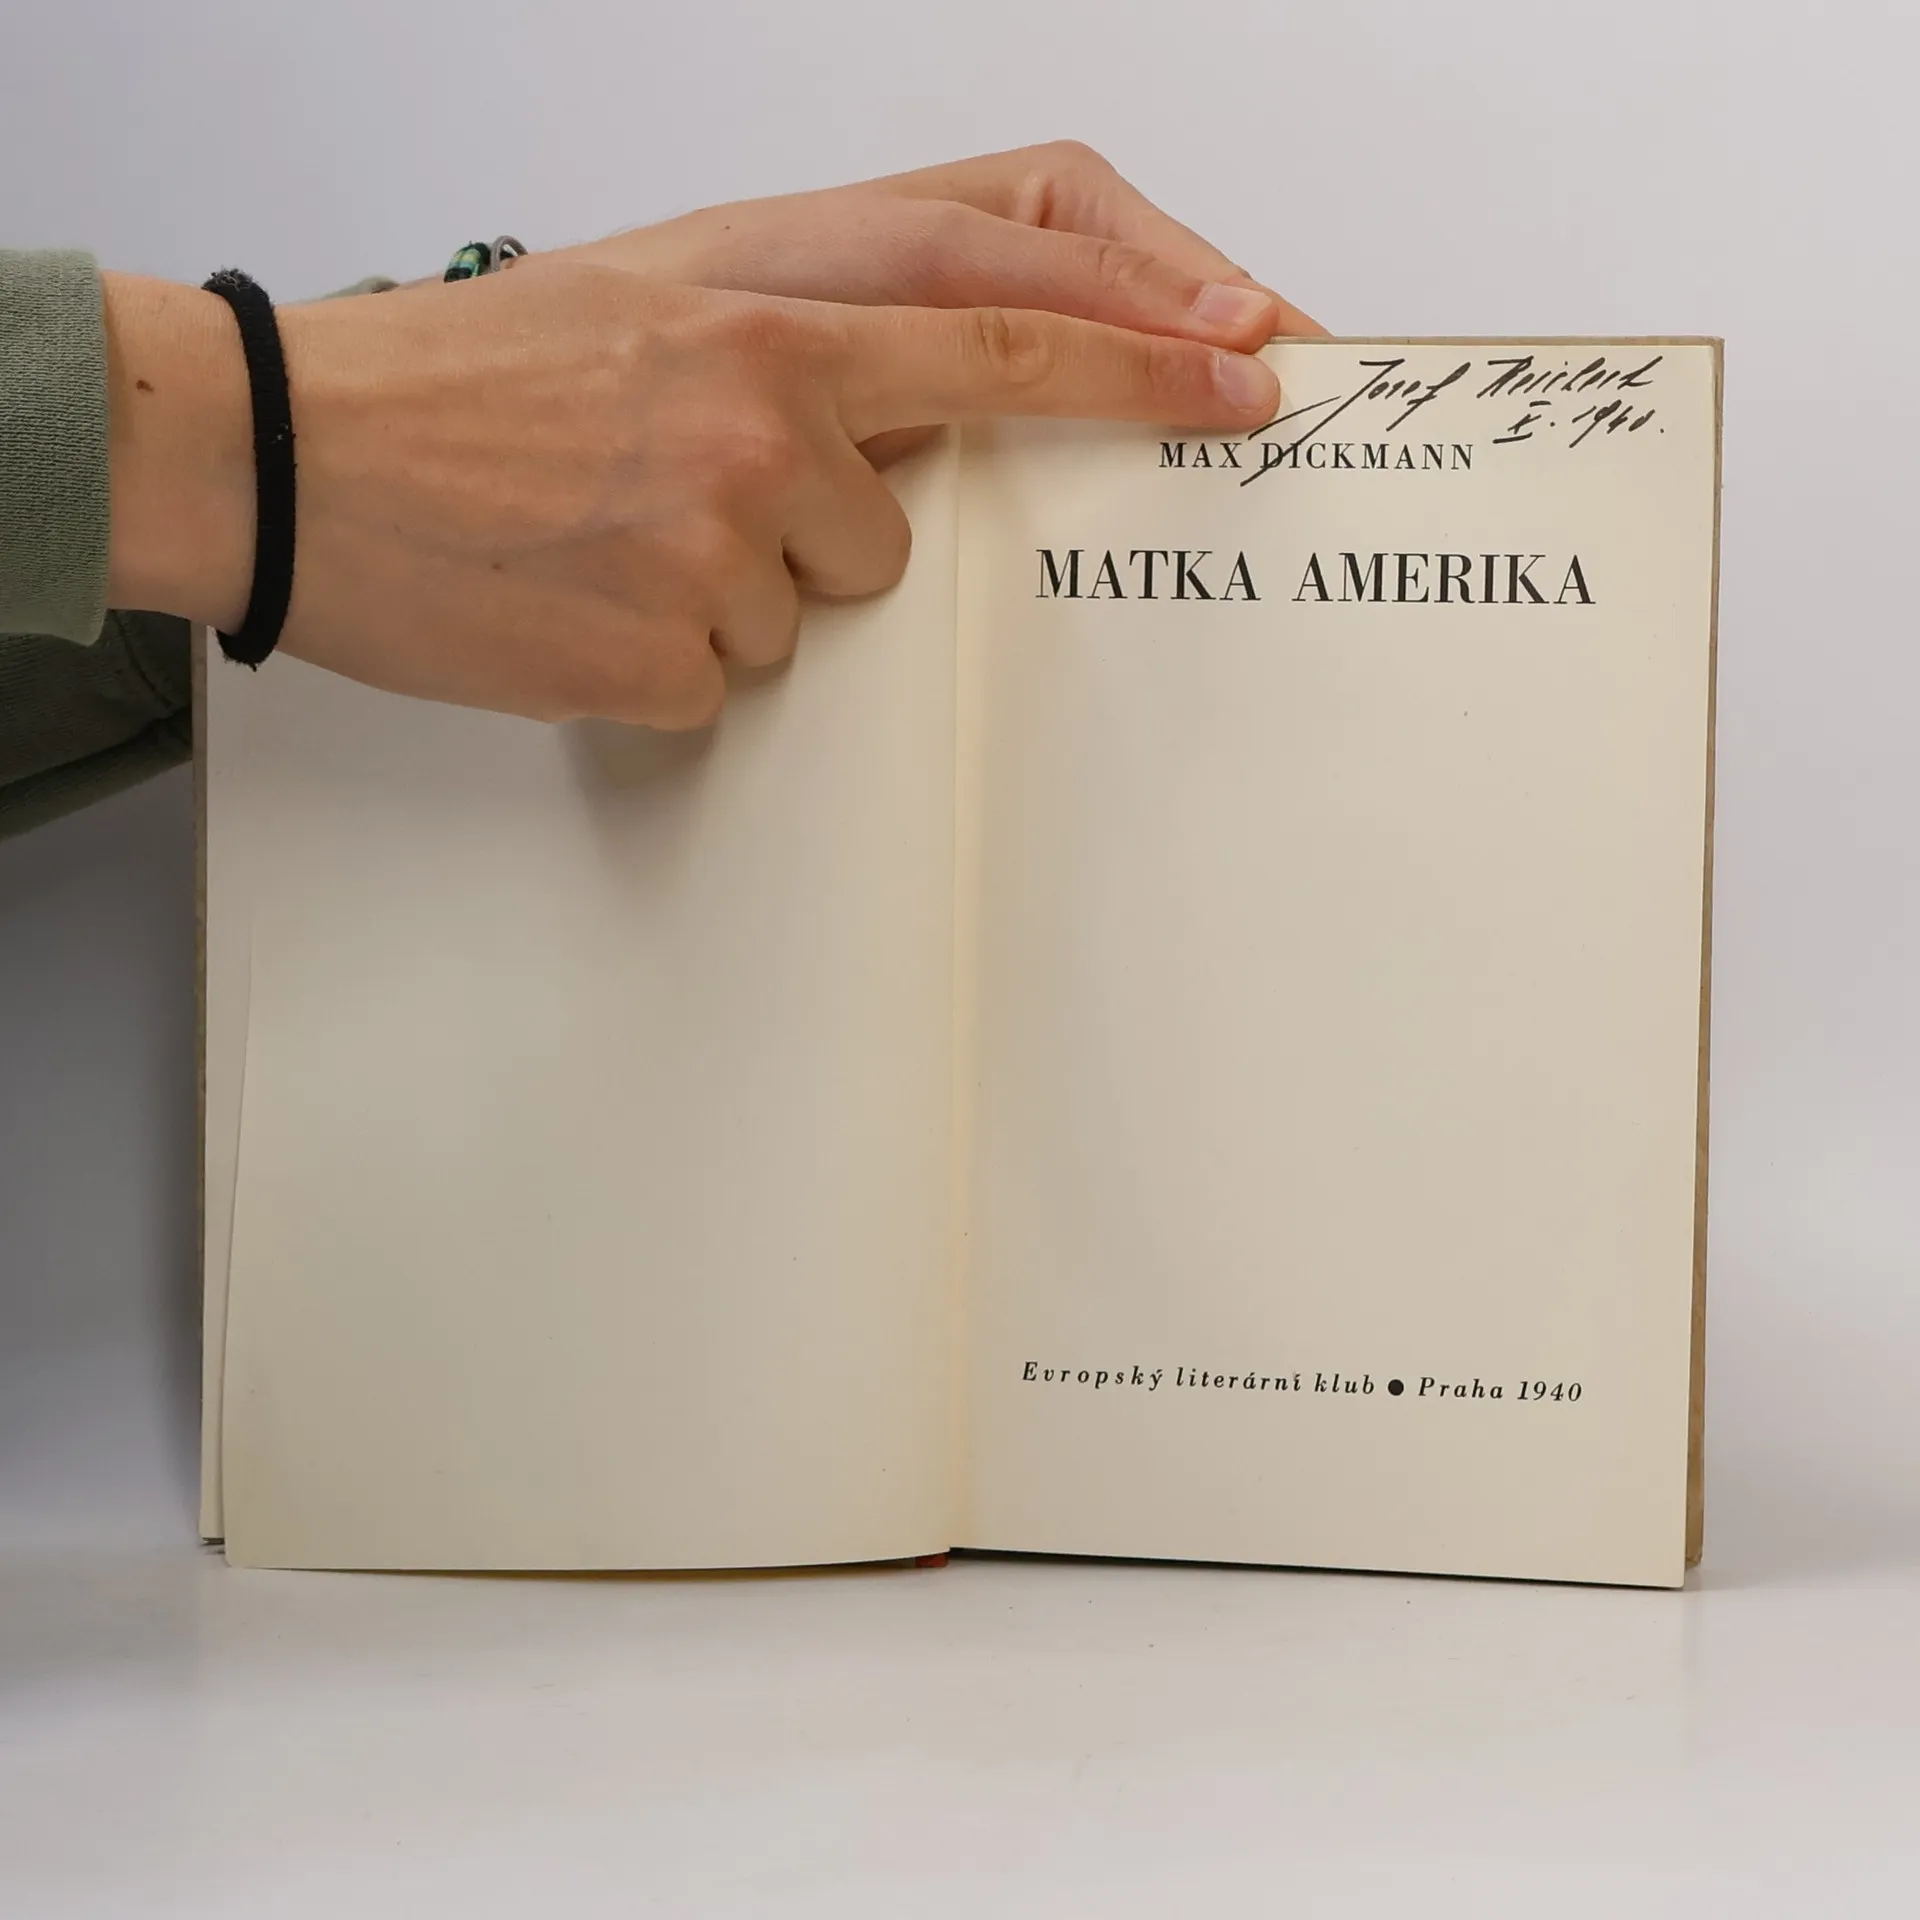 Josef
X. 1940.
MAX DICKMANN
MATKA AMERIKA
Evropský literární klub ● Praha 1940